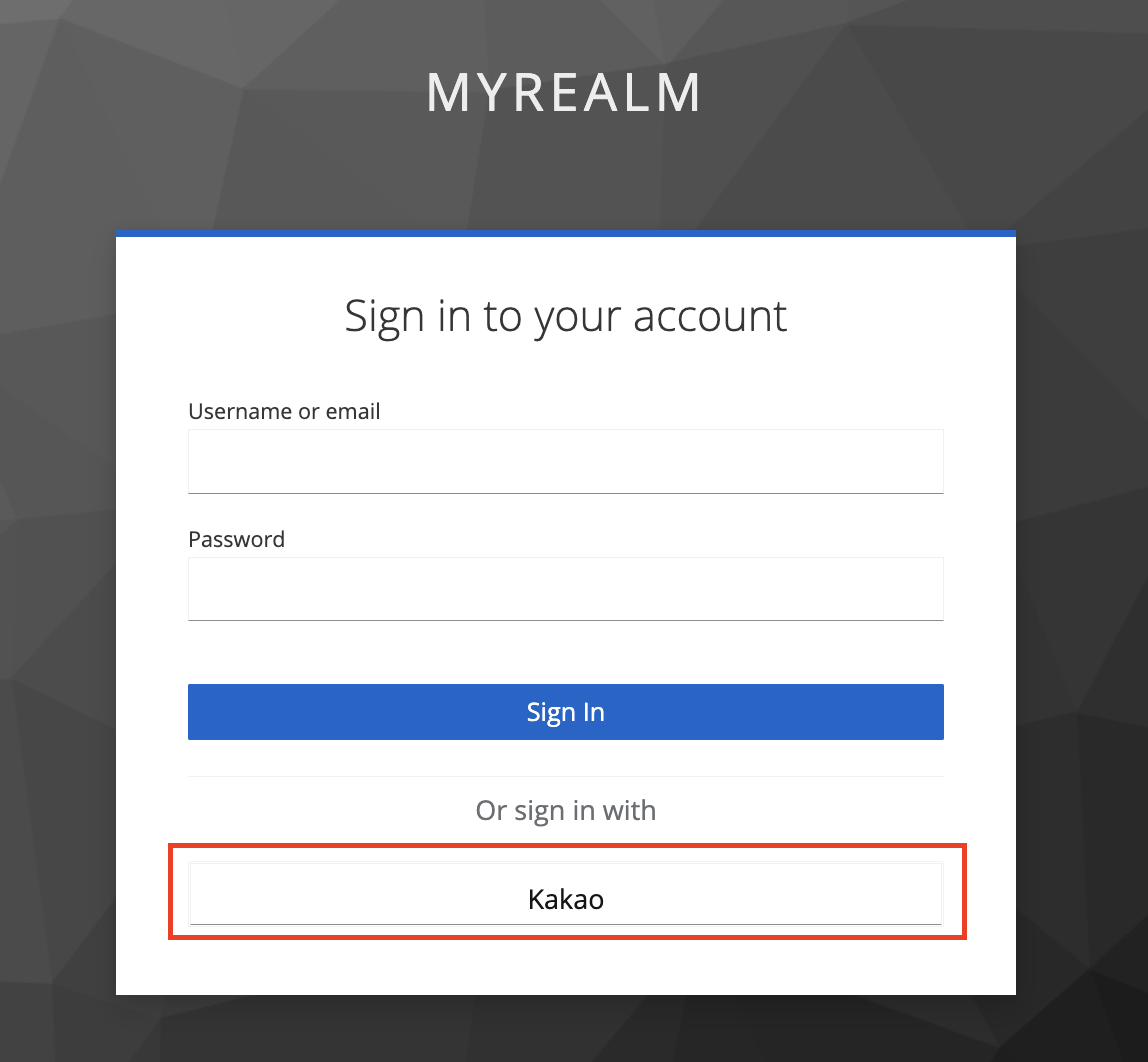 MYREALM
Sign in to your account
Username or email
Password
Sign In
Or sign in with
Kakao